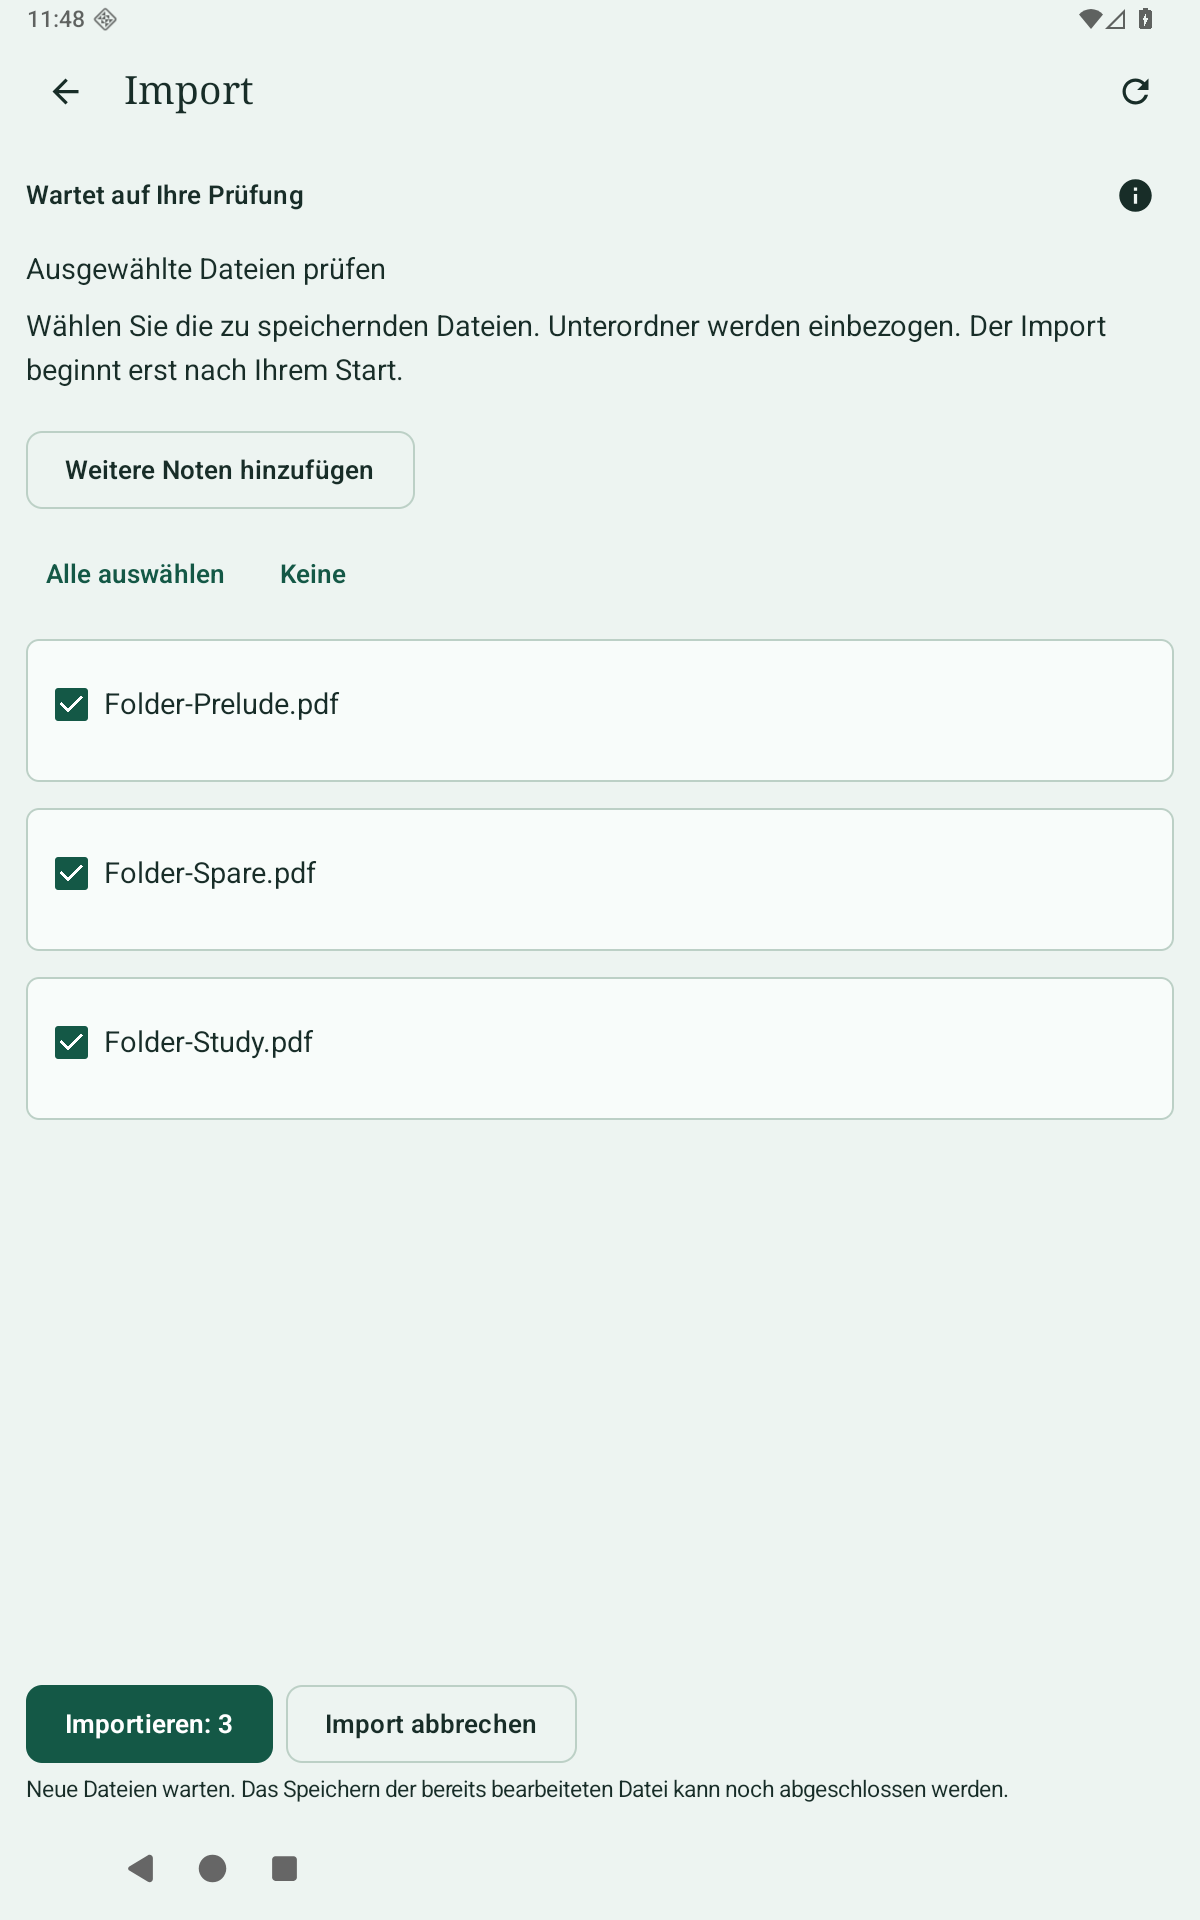 11:48
Import
Wartet auf Ihre Prüfung
Ausgewählte Dateien prüfen
Wählen Sie die zu speichernden Dateien. Unterordner werden einbezogen. Der Import
beginnt erst nach Ihrem Start.
Weitere Noten hinzufügen
Alle auswählen Keine
Folder-Prelude.pdf
Folder-Spare.pdf
Folder-Study.pdf
Importieren: 3 Import abbrechen
Neue Dateien warten. Das Speichern der bereits bearbeiteten Datei kann noch abgeschlossen werden.